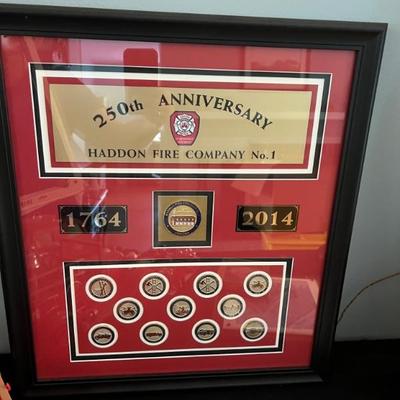 250th ANNIVERSARY
HADDON FIRE COMPANY No. 1
1764
2014